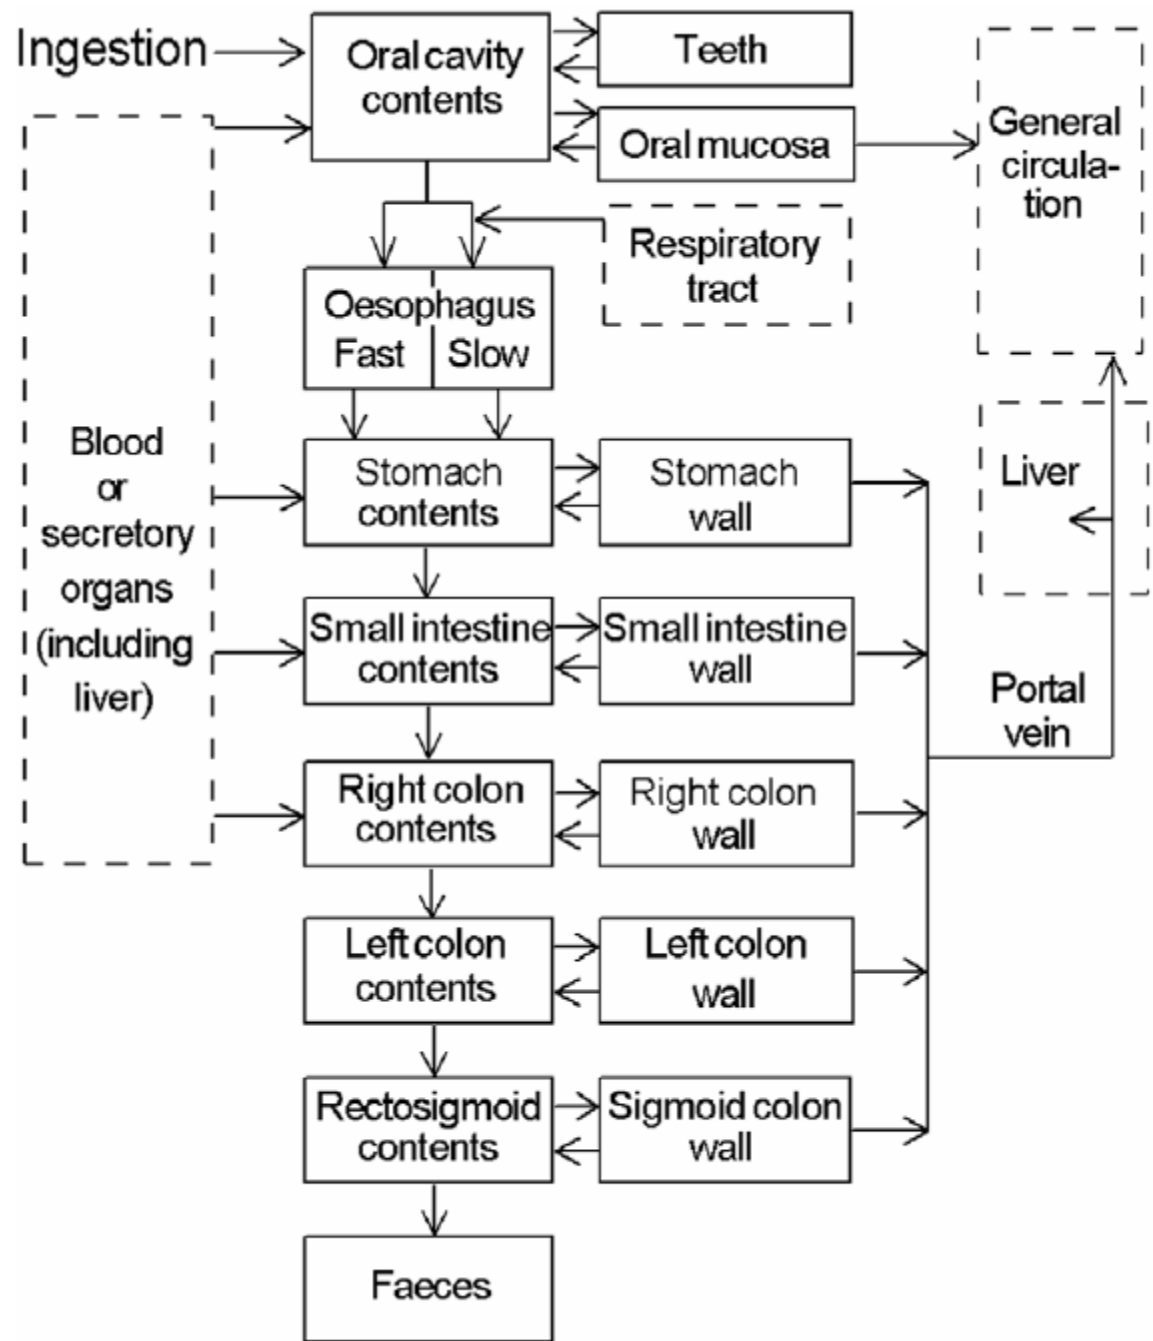 Ingestion
Oral cavity
contents
Teeth
Oral mucosa
General
circula-
tion
Respiratory
tract
Oesophagus
Fast
Slow
Blood
or
secretory
organs
(including
liver)
Stomach
contents
Stomach
wall
Liver
Small intestine
contents
Small intestine
wall
Portal
vein
Right colon
contents
Right colon
wall
Left colon
contents
Left colon
wall
Rectosigmoid
contents
Sigmoid colon
wall
Faeces